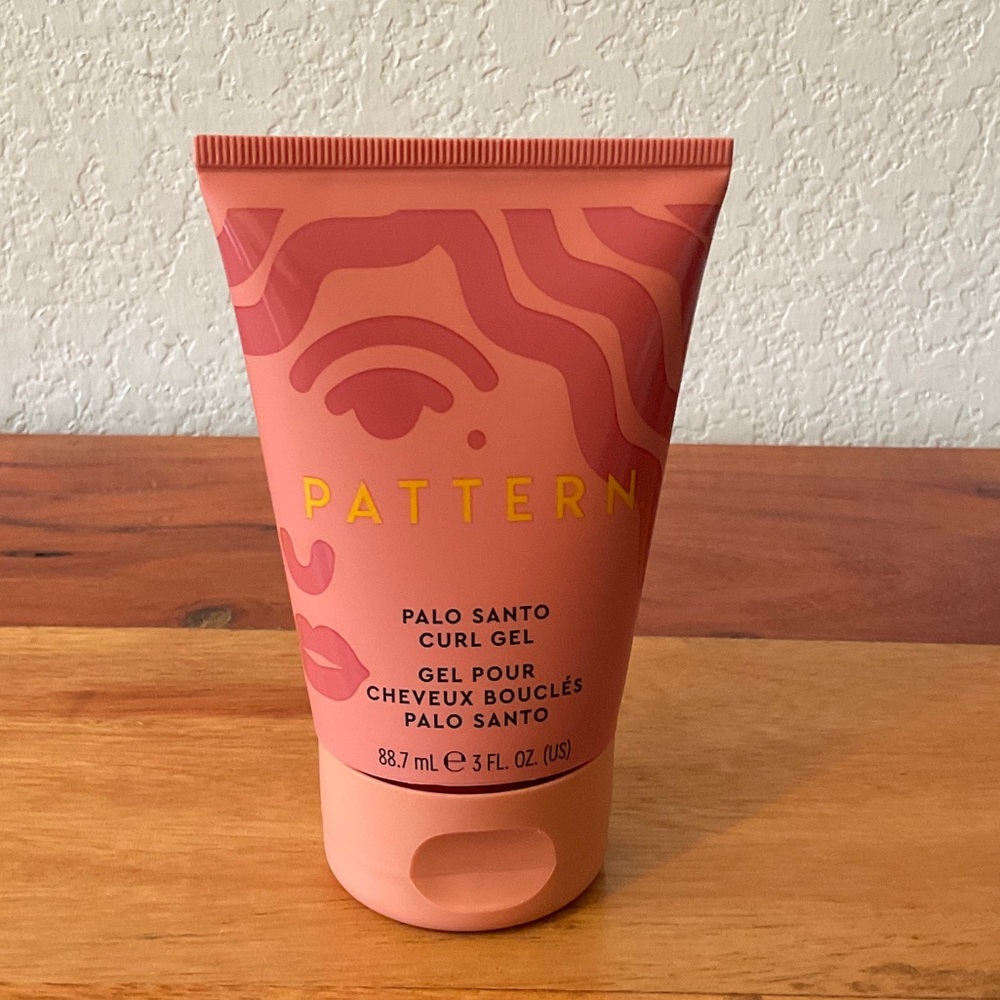 PATTERN
PALO SANTO
CURL GEL
GEL POUR
CHEVEUX BOUCLÉS
PALO SANTO
88.7 mL ℮ 3 FL. OZ. (US)